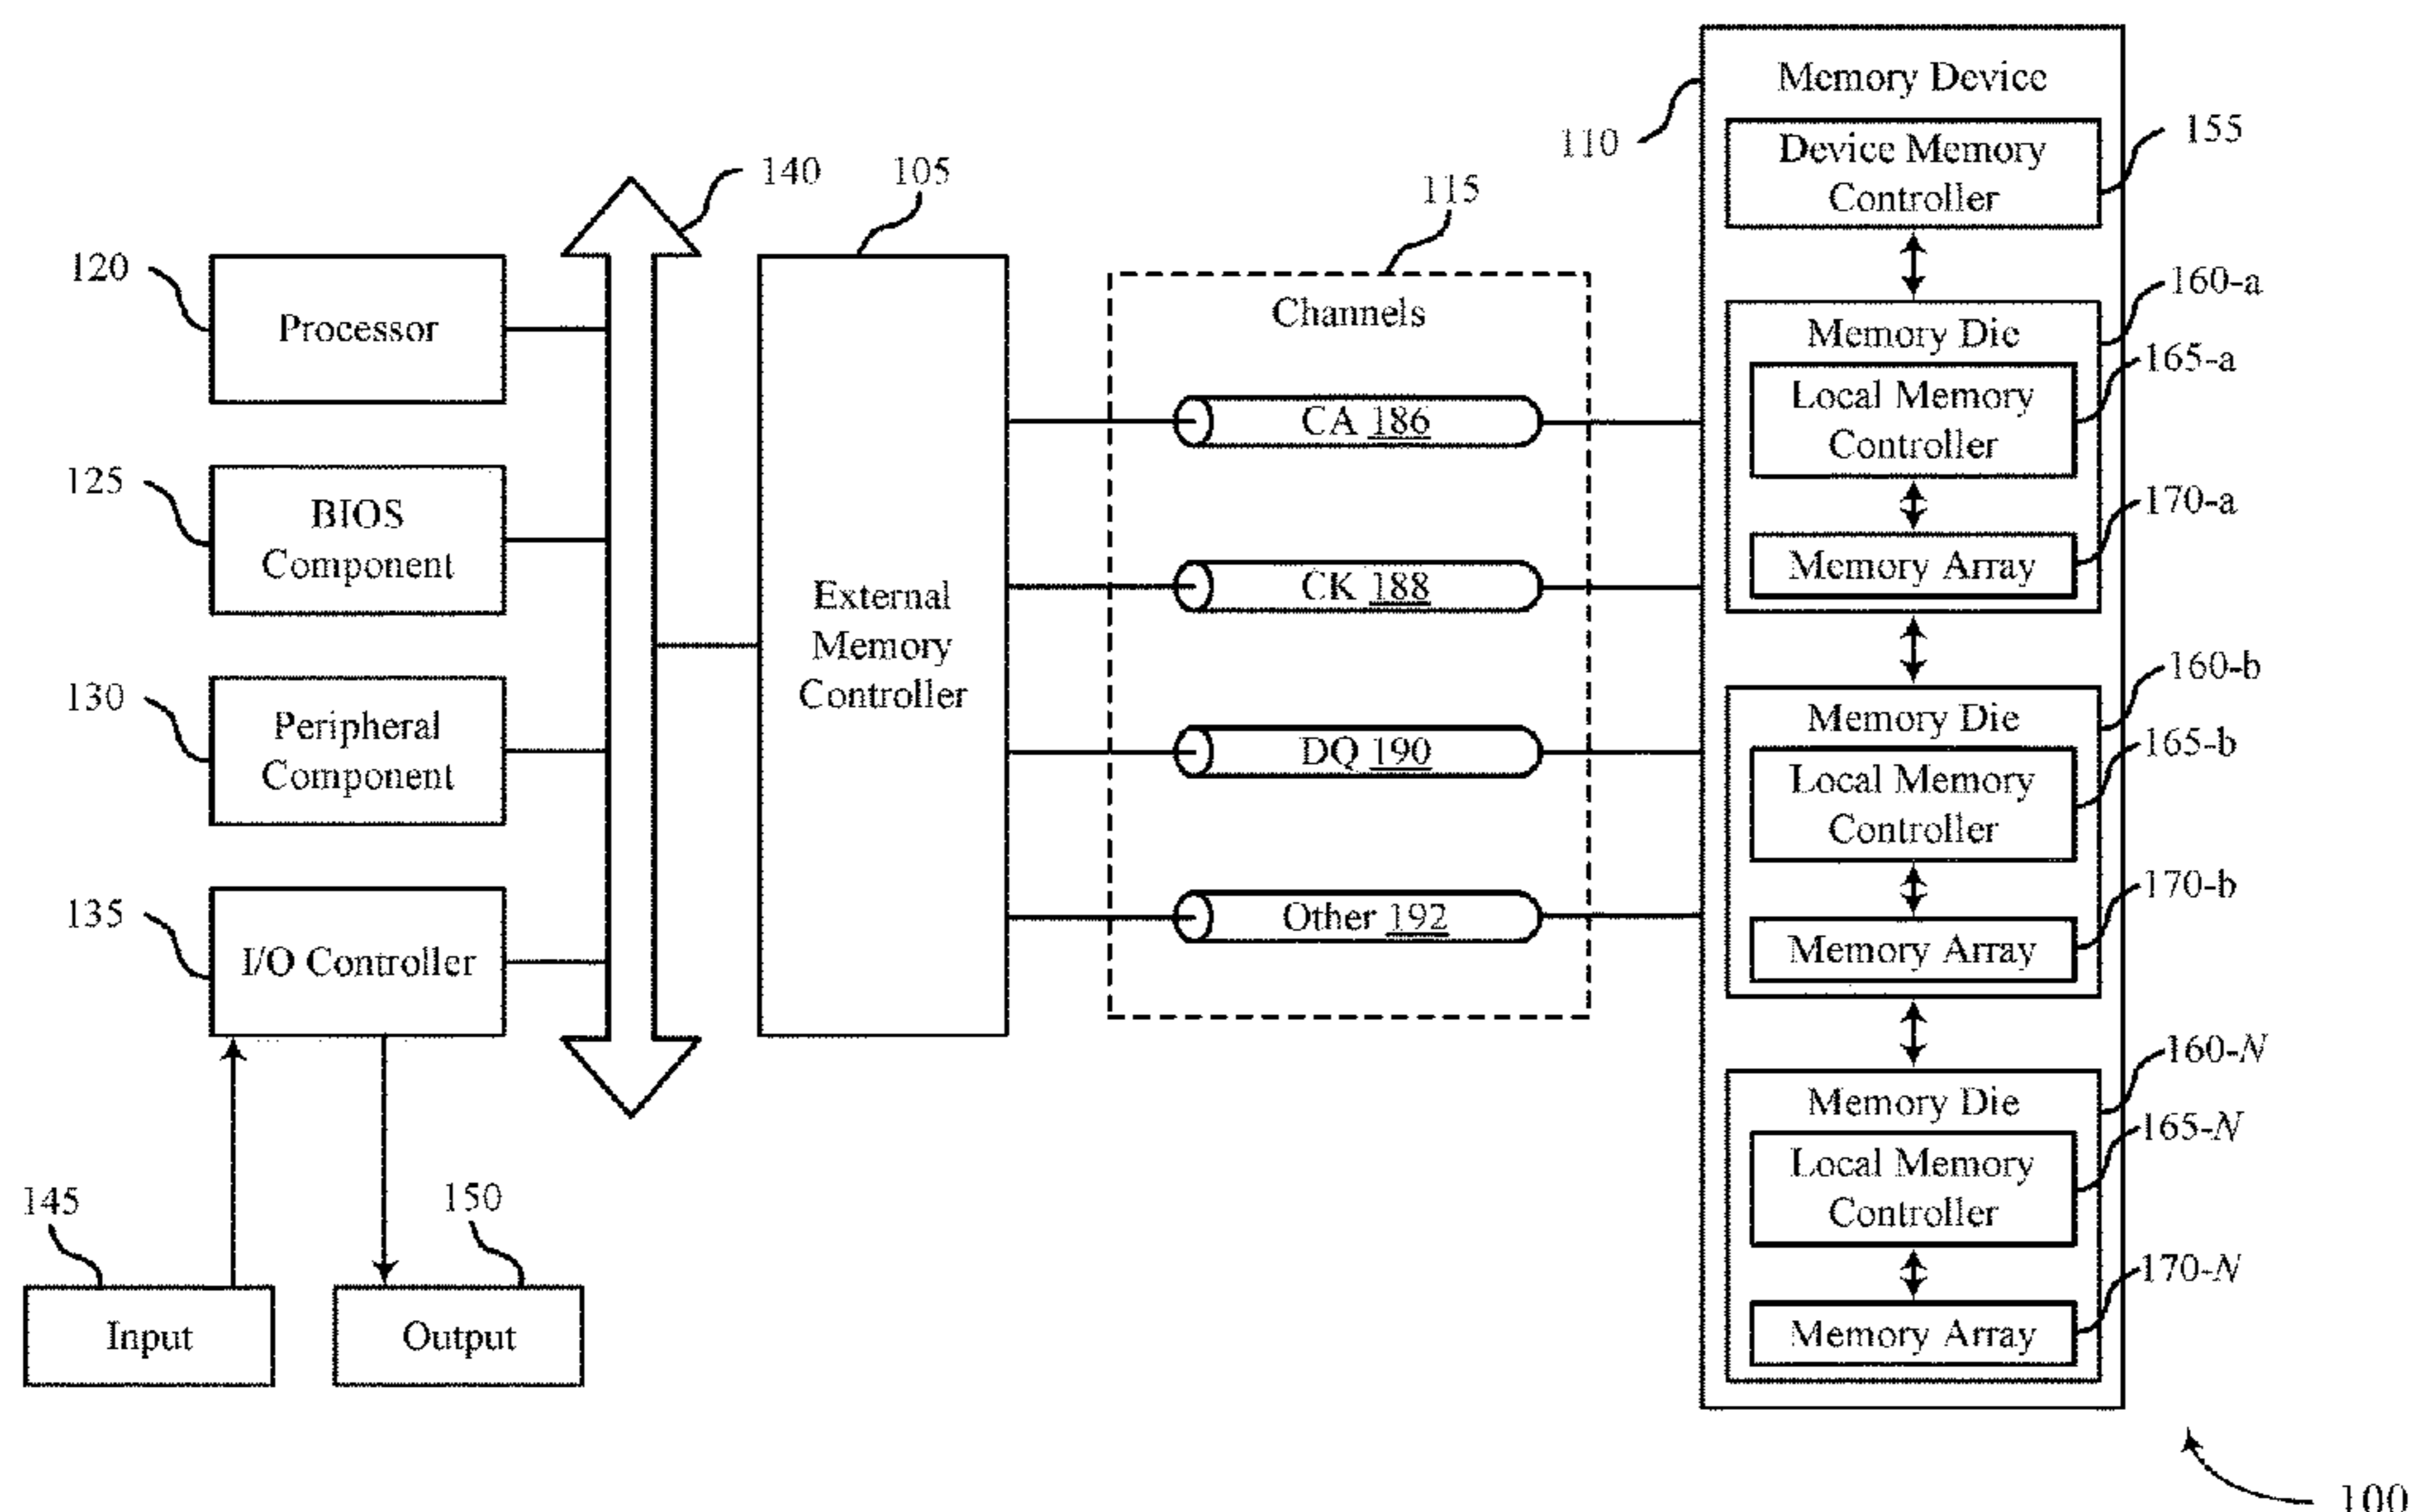 Memory Device
110
Device Memory
Controller
155
160-a
Memory Die
165-a
Local Memory
Controller
170-a
Memory Array
160-b
Memory Die
165-b
Local Memory
Controller
170-b
Memory Array
160-N
Memory Die
165-N
Local Memory
Controller
170-N
Memory Array
140
105
115
120
Processor
125
BIOS
Component
130
Peripheral
Component
135
I/O Controller
External
Memory
Controller
Channels
CA 186
CK 188
DQ 190
Other 192
145
Input
150
Output
100